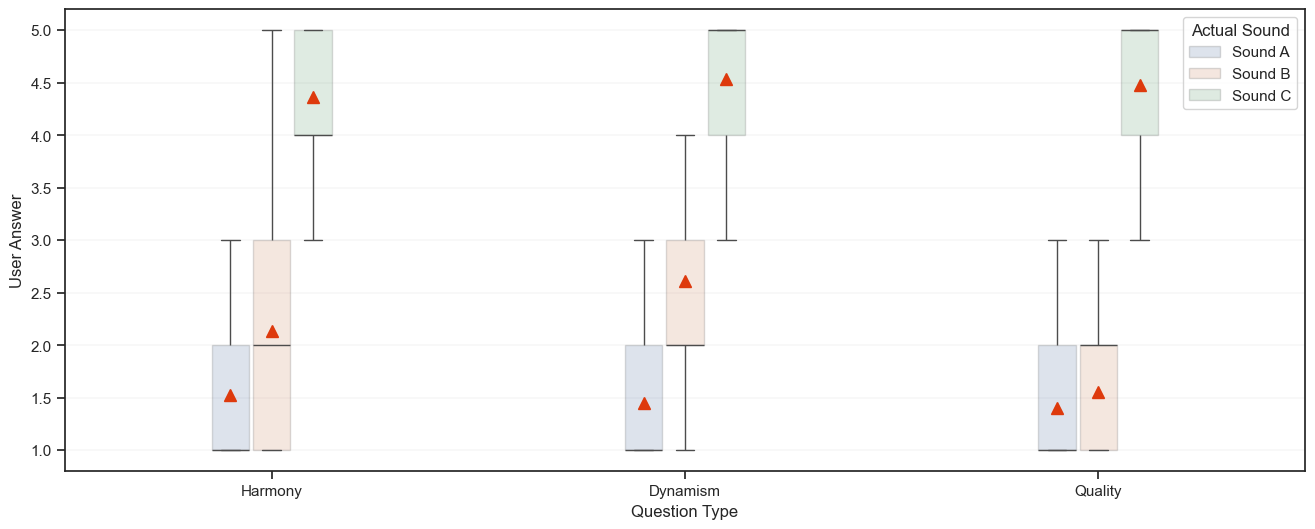 5.0
4.5
4.0
3.5
3.0
2.5
2.0
1.5
1.0
User Answer
Harmony
Dynamism
Quality
Question Type
Actual Sound
Sound A
Sound B
Sound C